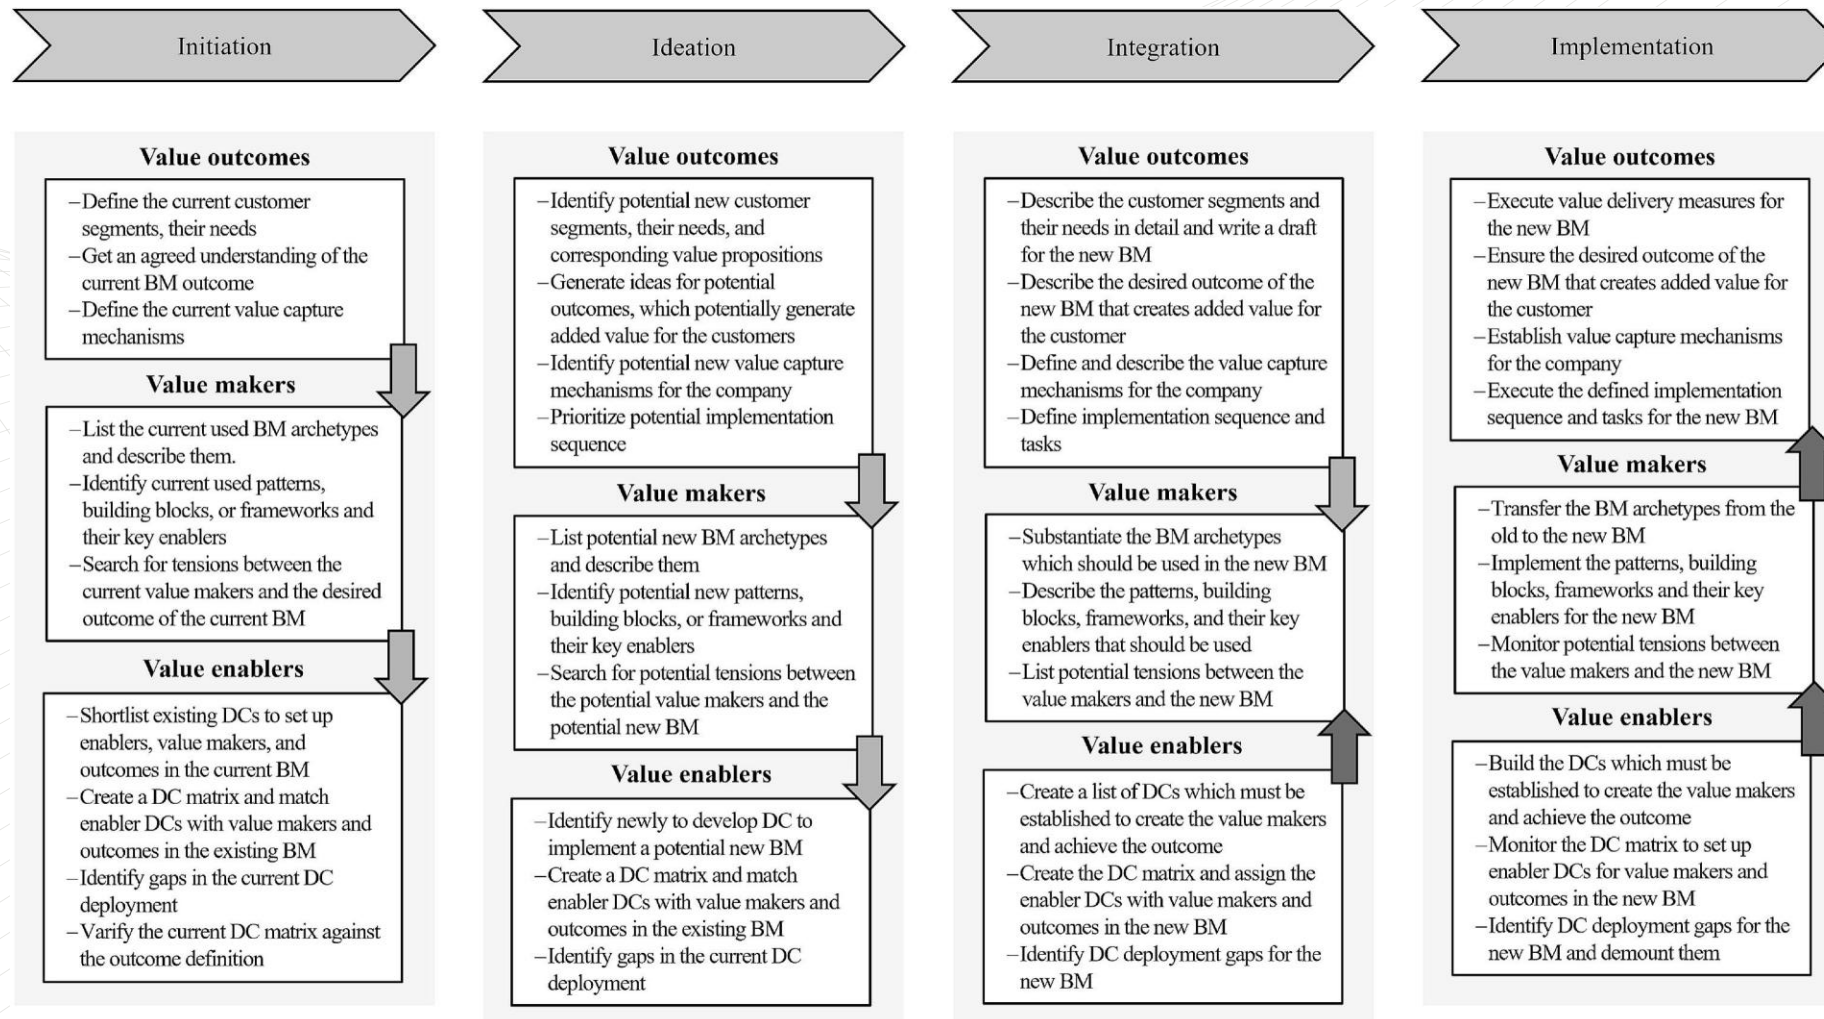 Initiation
Ideation
Integration
Implementation
Value outcomes
–Define the current customer
segments, their needs
–Get an agreed understanding of the
current BM outcome
–Define the current value capture
mechanisms
Value makers
–List the current used BM archetypes
and describe them.
–Identify current used patterns,
building blocks, or frameworks and
their key enablers
–Search for tensions between the
current value makers and the desired
outcome of the current BM
Value enablers
–Shortlist existing DCs to set up
enablers, value makers, and
outcomes in the current BM
–Create a DC matrix and match
enabler DCs with value makers and
outcomes in the existing BM
–Identify gaps in the current DC
deployment
–Varify the current DC matrix against
the outcome definition
Value outcomes
–Identify potential new customer
segments, their needs, and
corresponding value propositions
–Generate ideas for potential
outcomes, which potentially generate
added value for the customers
–Identify potential new value capture
mechanisms for the company
–Prioritize potential implementation
sequence
Value makers
–List potential new BM archetypes
and describe them
–Identify potential new patterns,
building blocks, or frameworks and
their key enablers
–Search for potential tensions between
the potential value makers and the
potential new BM
Value enablers
–Identify newly to develop DC to
implement a potential new BM
–Create a DC matrix and match
enabler DCs with value makers and
outcomes in the existing BM
–Identify gaps in the current DC
deployment
Value outcomes
–Describe the customer segments and
their needs in detail and write a draft
for the new BM
–Describe the desired outcome of the
new BM that creates added value for
the customer
–Define and describe the value capture
mechanisms for the company
–Define implementation sequence and
tasks
Value makers
–Substantiate the BM archetypes
which should be used in the new BM
–Describe the patterns, building
blocks, frameworks, and their key
enablers that should be used
–List potential tensions between the
value makers and the new BM
Value enablers
–Create a list of DCs which must be
established to create the value makers
and achieve the outcome
–Create the DC matrix and assign the
enabler DCs with value makers and
outcomes in the new BM
–Identify DC deployment gaps for the
new BM
Value outcomes
–Execute value delivery measures for
the new BM
–Ensure the desired outcome of the
new BM that creates added value for
the customer
–Establish value capture mechanisms
for the company
–Execute the defined implementation
sequence and tasks for the new BM
Value makers
–Transfer the BM archetypes from the
old to the new BM
–Implement the patterns, building
blocks, frameworks and their key
enablers for the new BM
–Monitor potential tensions between
the value makers and the new BM
Value enablers
–Build the DCs which must be
established to create the value makers
and achieve the outcome
–Monitor the DC matrix to set up
enabler DCs for value makers and
outcomes in the new BM
–Identify DC deployment gaps for the
new BM and demount them